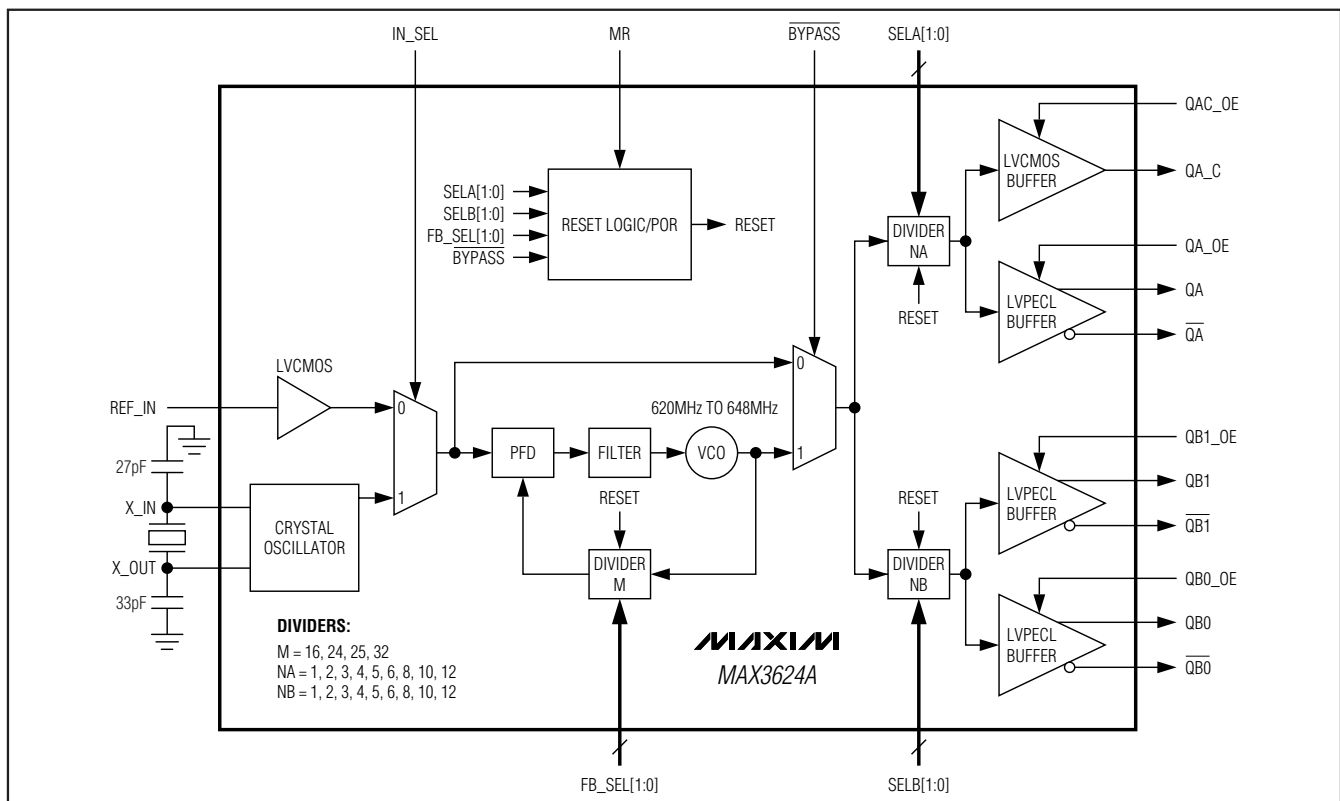 IN_SEL
MR
BYPASS
SELA[1:0]
QAC_OE
LVCMOS
BUFFER
QA_C
SELA[1:0]
SELB[1:0]
FB_SEL[1:0]
BYPASS
RESET LOGIC/POR
RESET
DIVIDER
NA
RESET
QA_OE
LVPECL
BUFFER
QA
QA
LVCMOS
REF_IN
0
1
27pF
X_IN
X_OUT
33pF
CRYSTAL
OSCILLATOR
PFD
FILTER
VCO
620MHz TO 648MHz
0
1
RESET
DIVIDER
M
RESET
DIVIDER
NB
QB1_OE
LVPECL
BUFFER
QB1
QB1
QB0_OE
LVPECL
BUFFER
QB0
QB0
DIVIDERS:
M = 16, 24, 25, 32
NA = 1, 2, 3, 4, 5, 6, 8, 10, 12
NB = 1, 2, 3, 4, 5, 6, 8, 10, 12
MAXIM
MAX3624A
FB_SEL[1:0]
SELB[1:0]